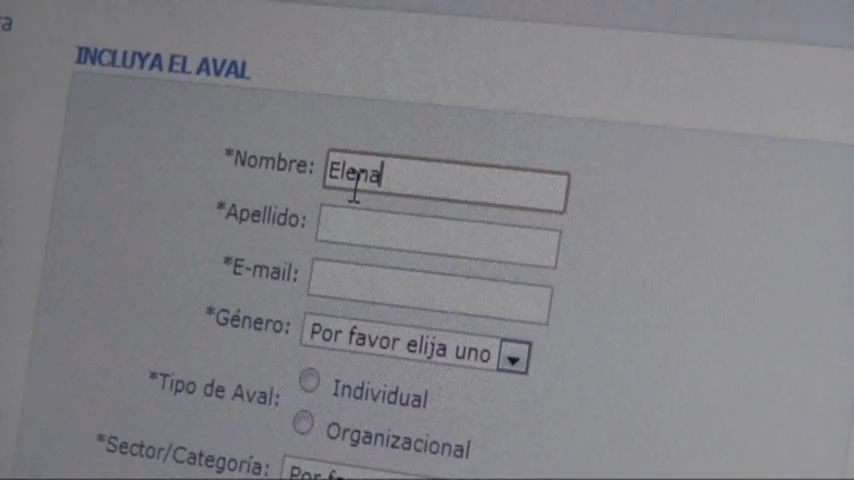 INCLUYA EL AVAL
*Nombre: Elena
*Apellido:
*E-mail:
*Género: Por favor elija uno
*Tipo de Aval: Individual
Organizacional
*Sector/Categoría: Por